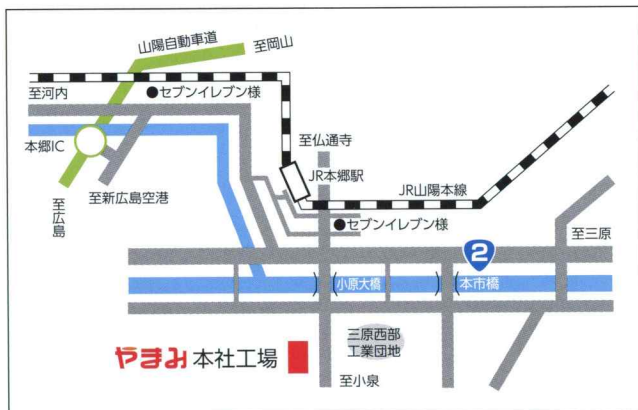 山陽自動車道
至岡山
至河内
●セブンイレブン様
本郷IC
至仏通寺
JR本郷駅
JR山陽本線
至広島
至新広島空港
●セブンイレブン様
至三原
2
小原大橋
本市橋
三原西部
工業団地
やまみ 本社工場
至小泉